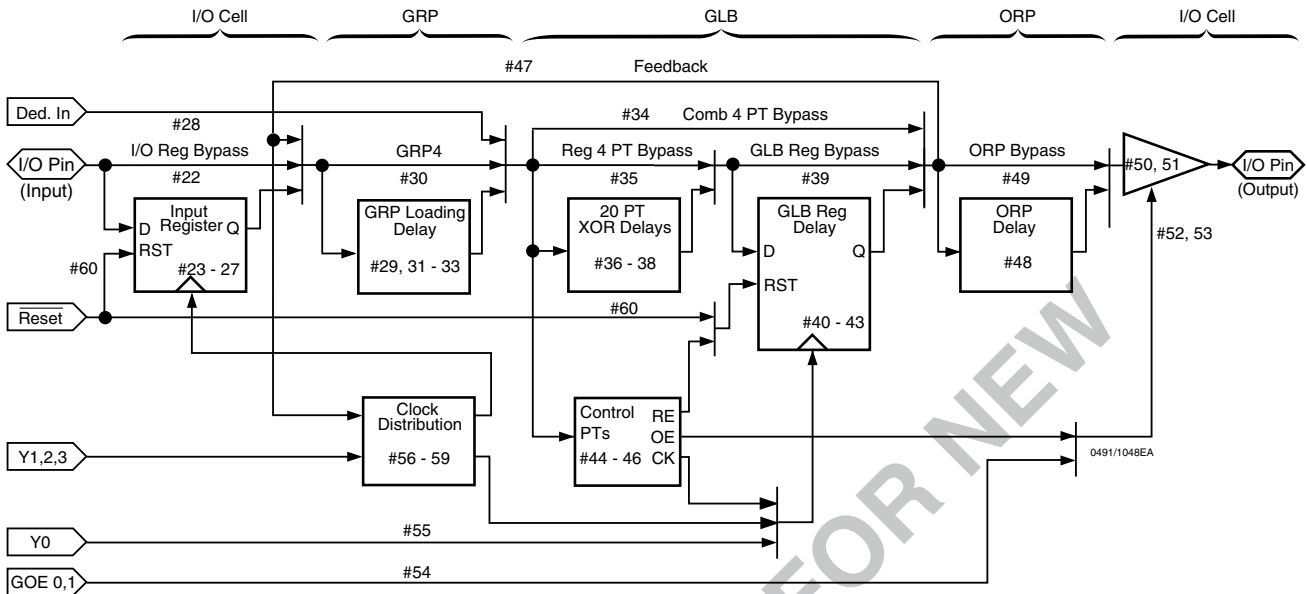 I/O Cell
GRP
GLB
ORP
I/O Cell
#47
Feedback
Ded. In
#28
#34
Comb 4 PT Bypass
I/O Pin
(Input)
I/O Reg Bypass
#22
GRP4
#30
Reg 4 PT Bypass
#35
GLB Reg Bypass
#39
ORP Bypass
#49
#50, 51
I/O Pin
(Output)
Input
Register
D
Q
RST
#23 - 27
#60
GRP Loading
Delay
#29, 31 - 33
20 PT
XOR Delays
#36 - 38
GLB Reg
Delay
D
Q
RST
#40 - 43
ORP
Delay
#48
#52, 53
Reset
#60
Clock
Distribution
#56 - 59
Control
PTs
#44 - 46
RE
OE
CK
0491/1048EA
Y1,2,3
Y0
#55
GOE 0,1
#54
FOR NEW